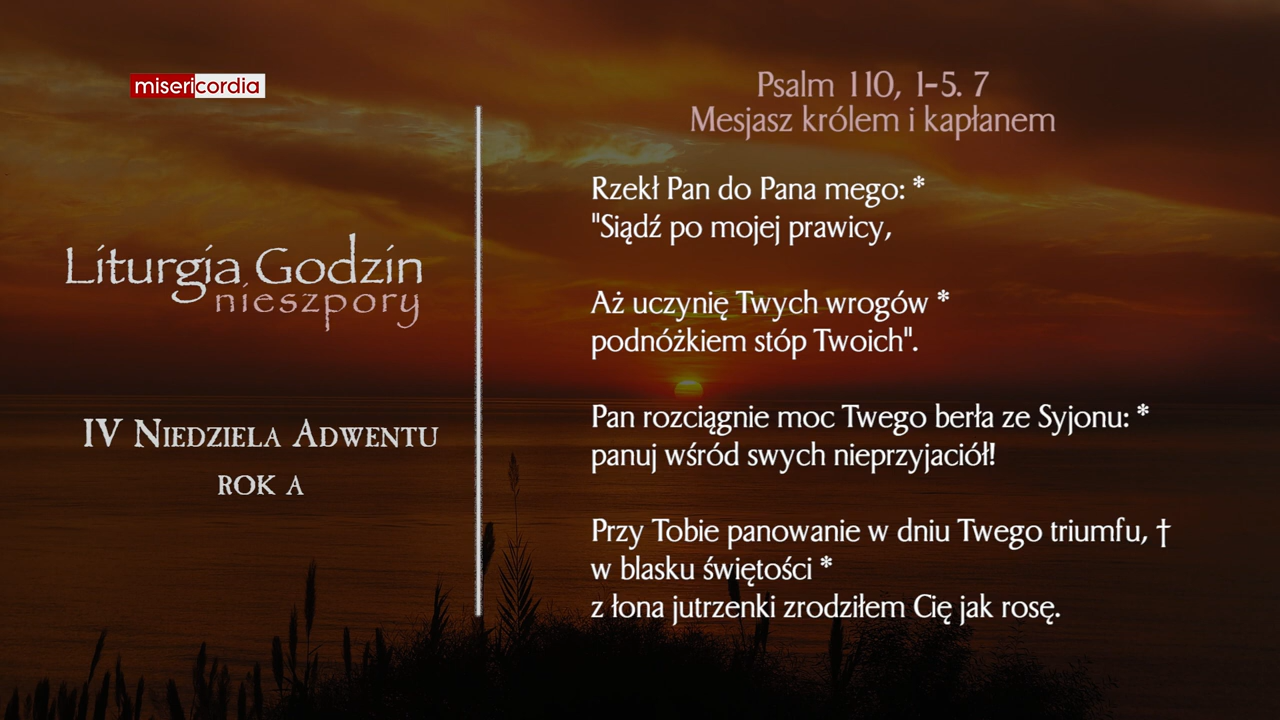 misericordia
Liturgia Godzin
nieszpory
IV Niedziela Adwentu
rok a
Psalm 110, 1-5. 7
Mesjasz królem i kapłanem
Rzekł Pan do Pana mego: *
"Siądź po mojej prawicy,
Aż uczynię Twych wrogów *
podnóżkiem stóp Twoich".
Pan rozciągnie moc Twego berła ze Syjonu: *
panuj wśród swych nieprzyjaciół!
Przy Tobie panowanie w dniu Twego triumfu, †
w blasku świętości *
z łona jutrzenki zrodziłem Cię jak rosę.